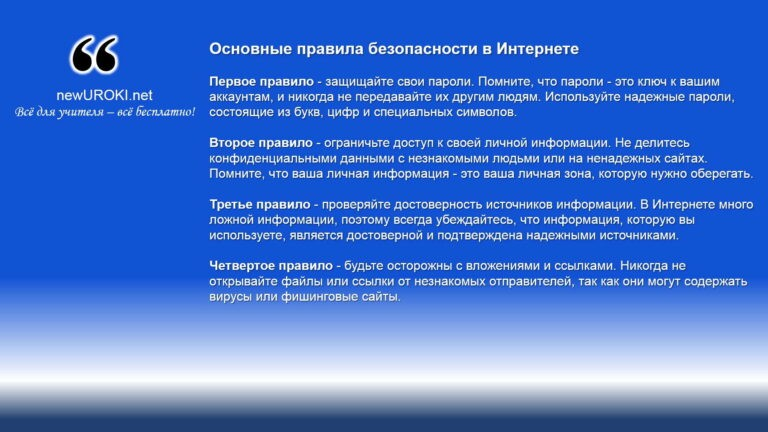 newUROKI.net
Всё для учителя – всё бесплатно!
Основные правила безопасности в Интернете
Первое правило - защищайте свои пароли. Помните, что пароли - это ключ к вашим
аккаунтам, и никогда не передавайте их другим людям. Используйте надежные пароли,
состоящие из букв, цифр и специальных символов.
Второе правило - ограничьте доступ к своей личной информации. Не делитесь
конфиденциальными данными с незнакомыми людьми или на ненадежных сайтах.
Помните, что ваша личная информация - это ваша личная зона, которую нужно оберегать.
Третье правило - проверяйте достоверность источников информации. В Интернете много
ложной информации, поэтому всегда убеждайтесь, что информация, которую вы
используете, является достоверной и подтверждена надежными источниками.
Четвертое правило - будьте осторожны с вложениями и ссылками. Никогда не
открывайте файлы или ссылки от незнакомых отправителей, так как они могут содержать
вирусы или фишинговые сайты.